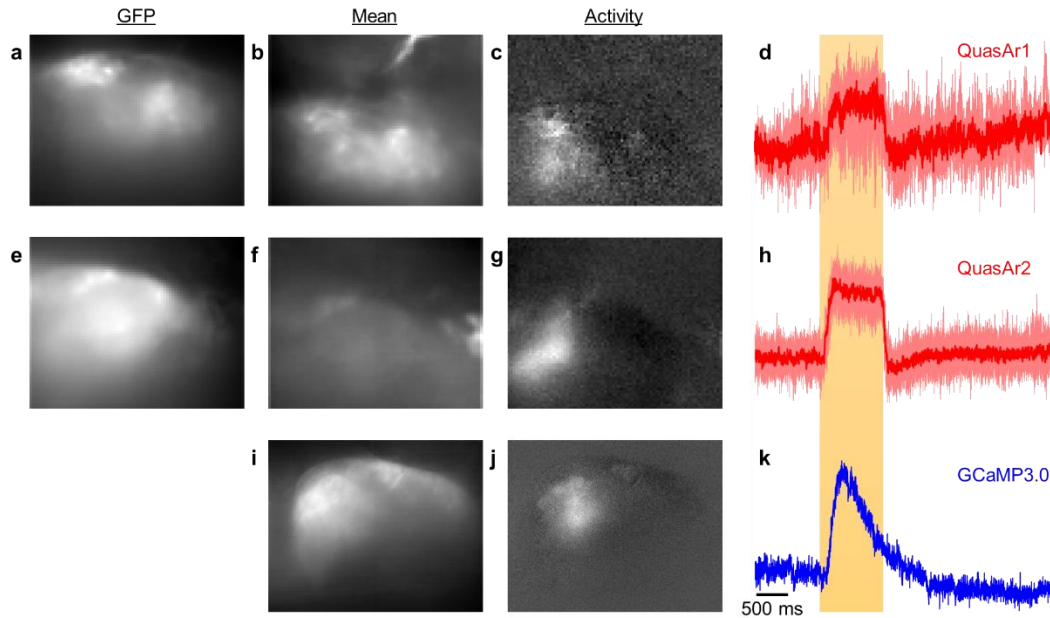 GFP Mean Activity
a b c d QuasAr1
e f g h QuasAr2
i j k GCaMP3.0
500 ms